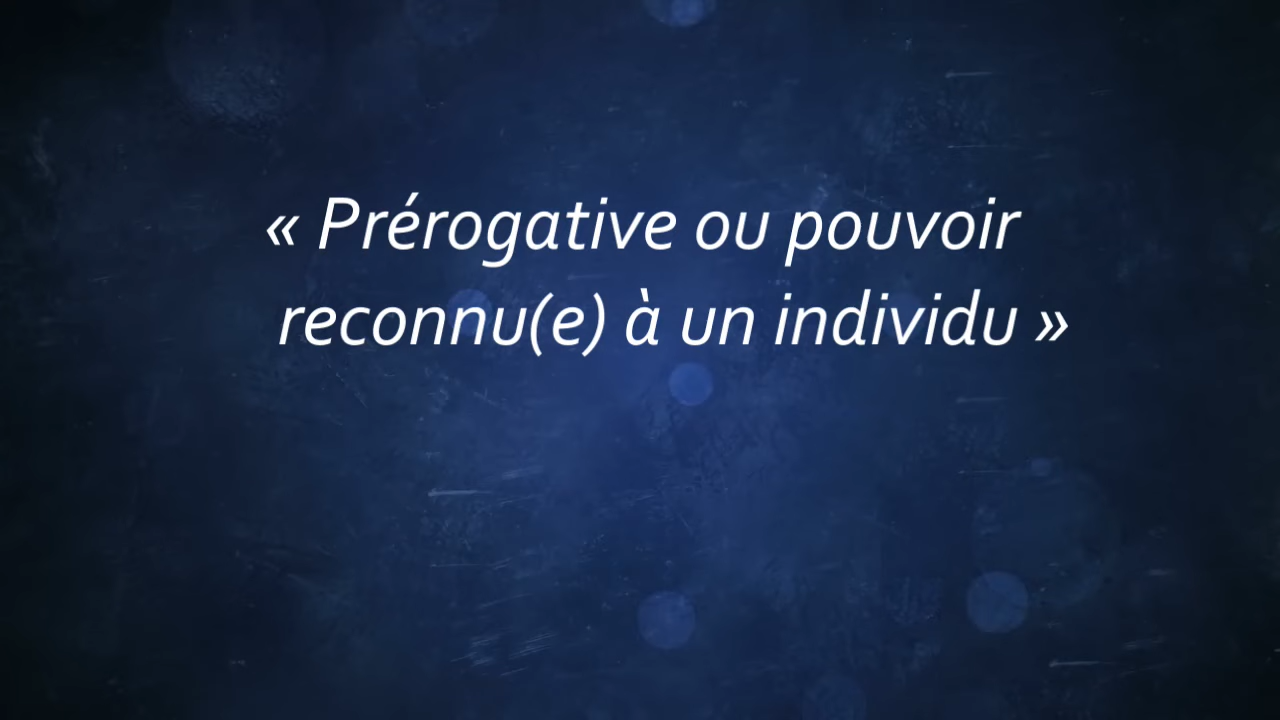 « Prérogative ou pouvoir
reconnu(e) à un individu »